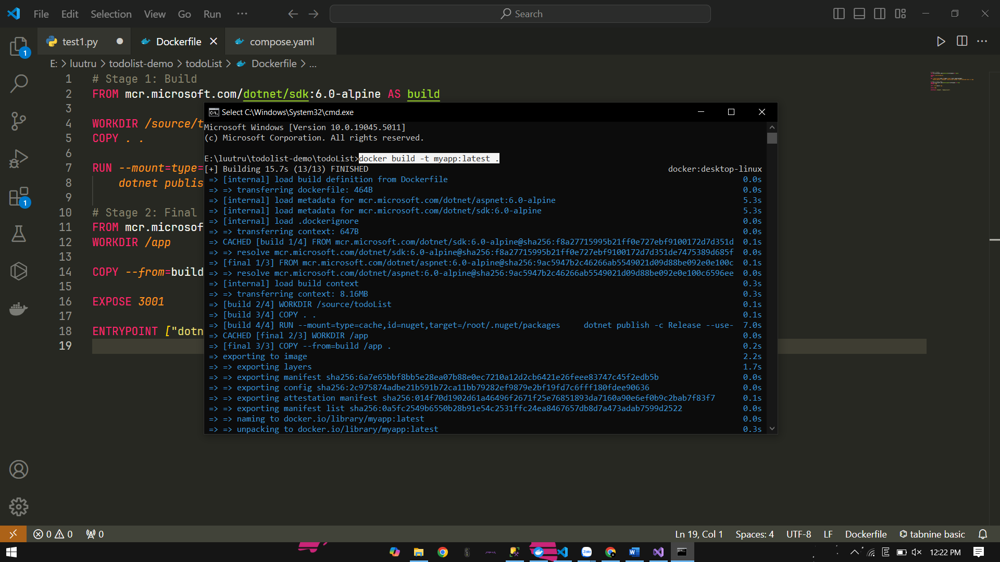 File Edit Selection View Go Run ··· Search
1
test1.py Dockerfile compose.yaml
E: > luutru > todolist-demo > todoList > Dockerfile > ...
1 # Stage 1: Build
2 FROM mcr.microsoft.com/dotnet/sdk:6.0-alpine AS build
3
4 WORKDIR /source/t
5 COPY . .
6
7 RUN --mount=type=
8 dotnet publis
9
10 # Stage 2: Final
11 FROM mcr.microsof
12 WORKDIR /app
13
14 COPY --from=build
15
16 EXPOSE 3001
17
18 ENTRYPOINT ["dotn
19
1
Select C:\Windows\System32\cmd.exe
Microsoft Windows [Version 10.0.19045.5011]
(c) Microsoft Corporation. All rights reserved.
E:\luutru\todolist-demo\todoList>docker build -t myapp:latest .
[+] Building 15.7s (13/13) FINISHED docker:desktop-linux
=> [internal] load build definition from Dockerfile 0.0s
=> => transferring dockerfile: 464B 0.0s
=> [internal] load metadata for mcr.microsoft.com/dotnet/aspnet:6.0-alpine 5.3s
=> [internal] load metadata for mcr.microsoft.com/dotnet/sdk:6.0-alpine 5.3s
=> [internal] load .dockerignore 0.0s
=> => transferring context: 647B 0.0s
=> CACHED [build 1/4] FROM mcr.microsoft.com/dotnet/sdk:6.0-alpine@sha256:f8a27715995b21ff0e727ebf9100172d7d351d 0.1s
=> => resolve mcr.microsoft.com/dotnet/sdk:6.0-alpine@sha256:f8a27715995b21ff0e727ebf9100172d7d351de7475389d685f 0.0s
=> [final 1/3] FROM mcr.microsoft.com/dotnet/aspnet:6.0-alpine@sha256:9ac5947b2c46266ab5549021d09d88be092e0e100c 0.1s
=> => resolve mcr.microsoft.com/dotnet/aspnet:6.0-alpine@sha256:9ac5947b2c46266ab5549021d09d88be092e0e100c6596ee 0.0s
=> [internal] load build context 0.3s
=> => transferring context: 8.16MB 0.3s
=> [build 2/4] WORKDIR /source/todoList 0.1s
=> [build 3/4] COPY . . 0.1s
=> [build 4/4] RUN --mount=type=cache,id=nuget,target=/root/.nuget/packages dotnet publish -c Release --use- 7.0s
=> CACHED [final 2/3] WORKDIR /app 0.0s
=> [final 3/3] COPY --from=build /app . 0.2s
=> exporting to image 2.2s
=> => exporting layers 1.7s
=> => exporting manifest sha256:6a7e65bbf8bb5e28ea07b88e0ec7210a12d2cb6421e26feee83747c45f2edb5b 0.0s
=> => exporting config sha256:2c975874adbe21b591b72ca11bb79282ef9879e2bf19fd7c6fff180fdee90636 0.0s
=> => exporting attestation manifest sha256:014f70d1902d61a46496f2671f25e76851893da7160a90e6ef0b9c2bab7f83f7 0.1s
=> => exporting manifest list sha256:0a5fc2549b6550b28b91e54c2531ffc24ea8467657db8d7a473adab7599d2522 0.0s
=> => naming to docker.io/library/myapp:latest 0.0s
=> => unpacking to docker.io/library/myapp:latest 0.3s
0 0 0 Ln 19, Col 1 Spaces: 4 UTF-8 LF Dockerfile tabnine basic
Zalo E 12:22 PM